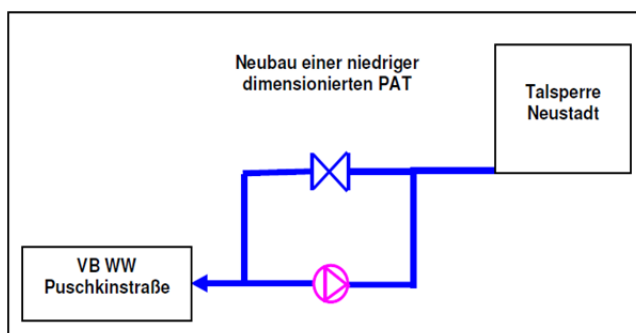 Neubau einer niedriger
dimensionierten PAT
Talsperre
Neustadt
VB WW
Puschkinstraße